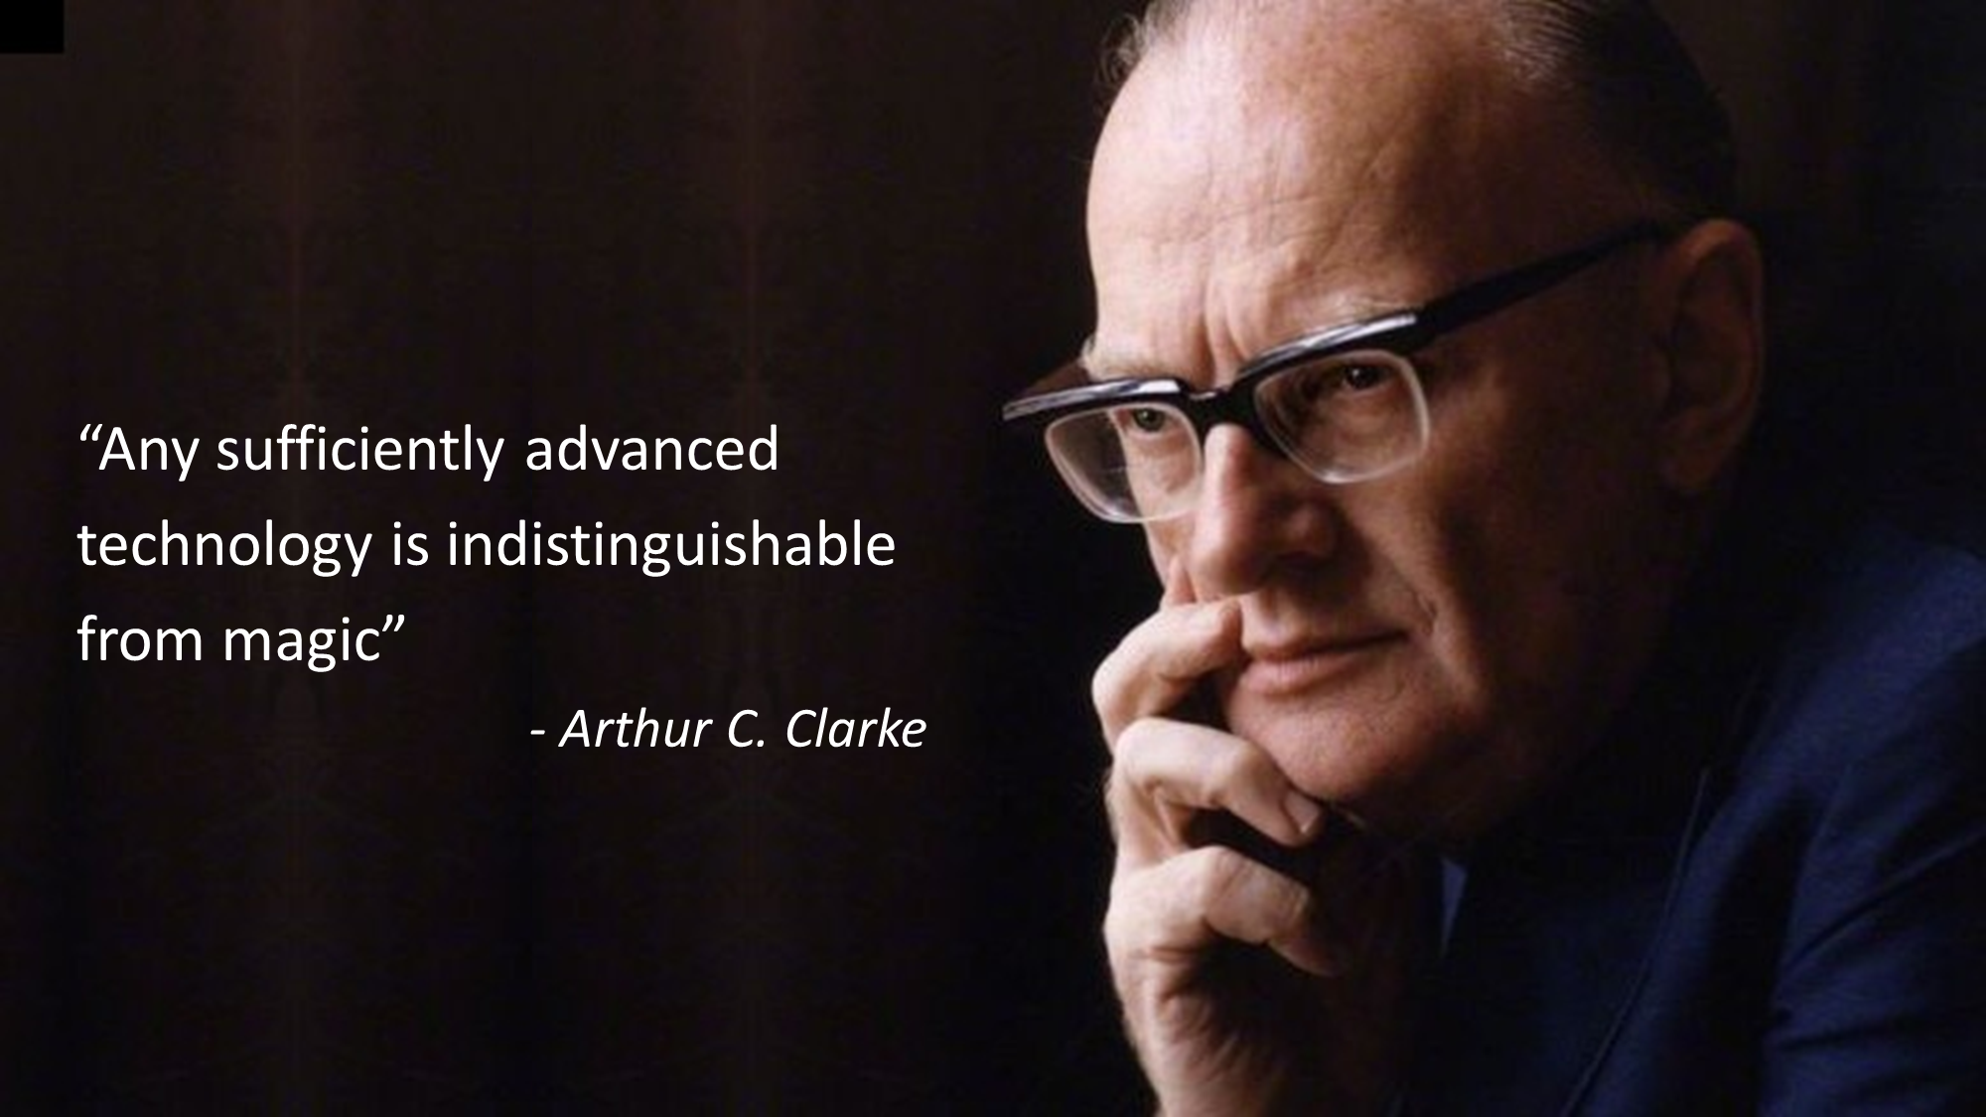 “Any sufficiently advanced
technology is indistinguishable
from magic”
- Arthur C. Clarke